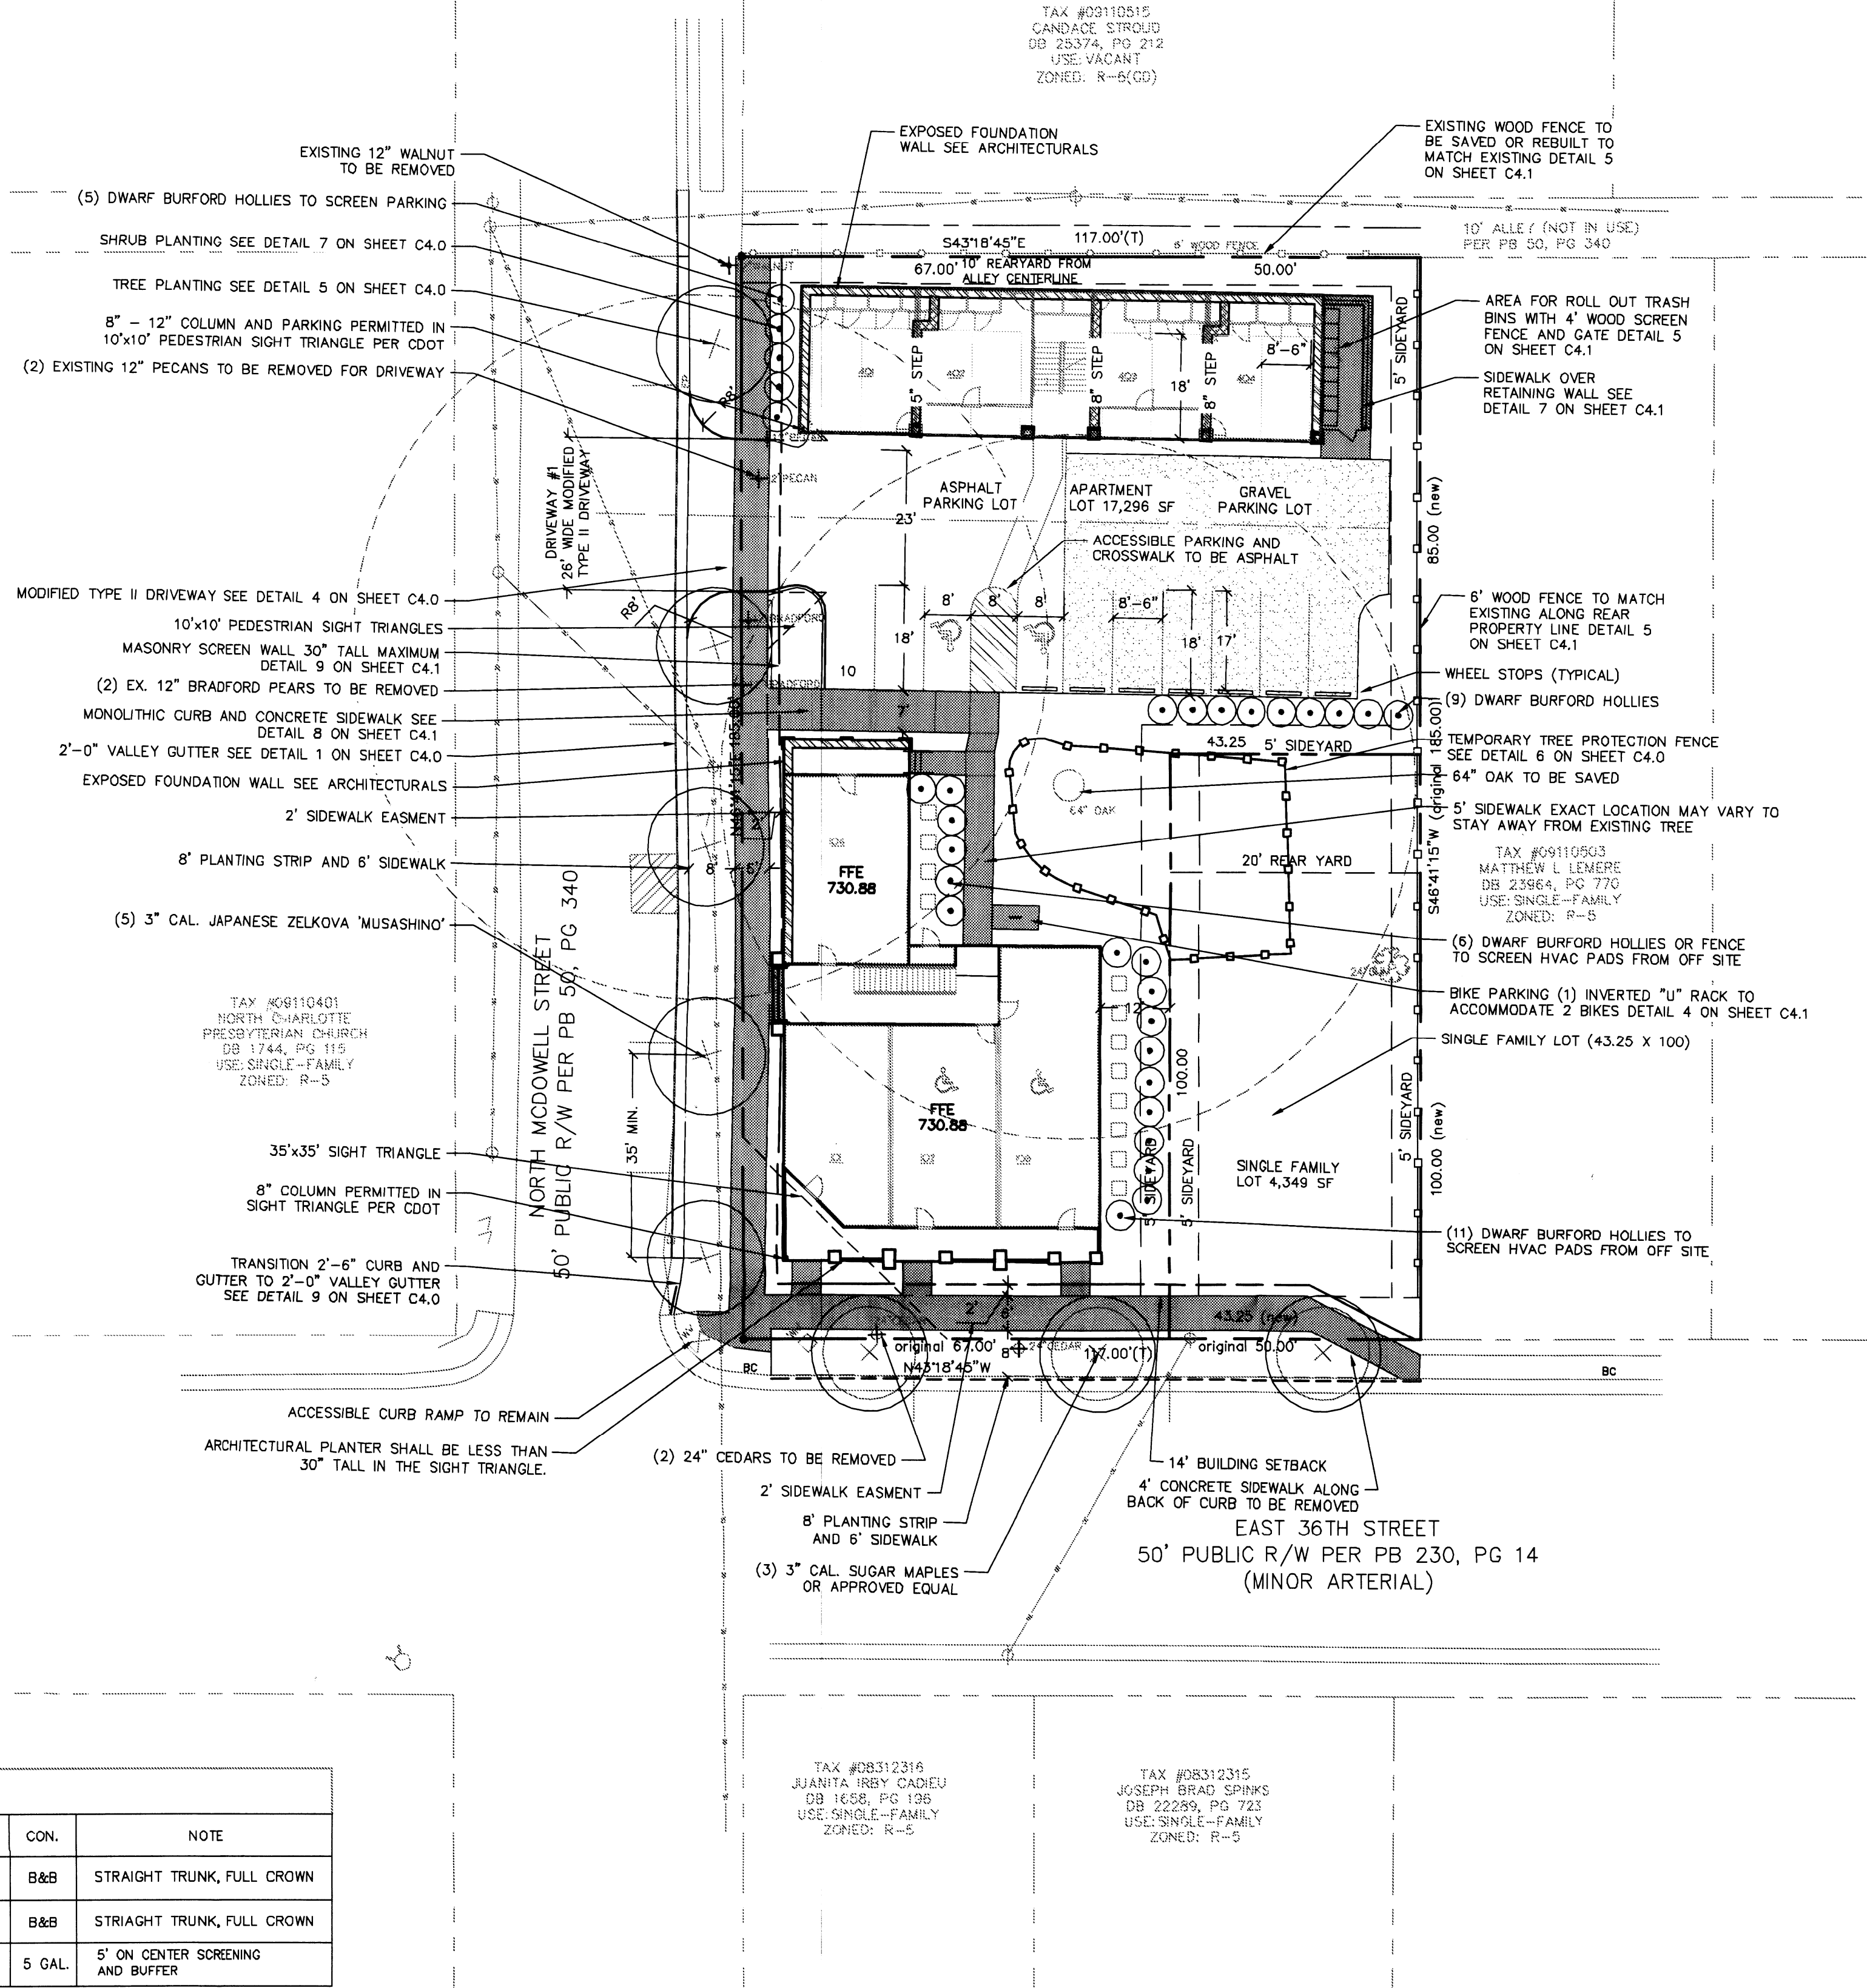 TAX #09110515
CANDACE STROUD
DB 25374, PG 212
USE: VACANT
ZONED: R-6(CD)
EXPOSED FOUNDATION
WALL SEE ARCHITECTURALS
EXISTING WOOD FENCE TO
BE SAVED OR REBUILT TO
MATCH EXISTING DETAIL 5
ON SHEET C4.1
EXISTING 12" WALNUT
TO BE REMOVED
(5) DWARF BURFORD HOLLIES TO SCREEN PARKING
SHRUB PLANTING SEE DETAIL 7 ON SHEET C4.0
TREE PLANTING SEE DETAIL 5 ON SHEET C4.0
8" - 12" COLUMN AND PARKING PERMITTED IN
10'x10' PEDESTRIAN SIGHT TRIANGLE PER CDOT
(2) EXISTING 12" PECANS TO BE REMOVED FOR DRIVEWAY
10' ALLEY (NOT IN USE)
PER PB 50, PG 340
S43°18'45"E
117.00'(T)
6' WOOD FENCE
67.00'
10' REARYARD FROM
ALLEY CENTERLINE
50.00'
AREA FOR ROLL OUT TRASH
BINS WITH 4' WOOD SCREEN
FENCE AND GATE DETAIL 5
ON SHEET C4.1
SIDEWALK OVER
RETAINING WALL SEE
DETAIL 7 ON SHEET C4.1
5' SIDEYARD
401
5" STEP
402
8" STEP
403
18'
8" STEP
404
8'-6"
R8'
DRIVEWAY #1
26' WIDE MODIFIED
TYPE II DRIVEWAY
PECAN
23'
ASPHALT
PARKING LOT
APARTMENT
LOT 17,296 SF
GRAVEL
PARKING LOT
ACCESSIBLE PARKING AND
CROSSWALK TO BE ASPHALT
85.00 (new)
MODIFIED TYPE II DRIVEWAY SEE DETAIL 4 ON SHEET C4.0
10'x10' PEDESTRIAN SIGHT TRIANGLES
MASONRY SCREEN WALL 30" TALL MAXIMUM
DETAIL 9 ON SHEET C4.1
(2) EX. 12" BRADFORD PEARS TO BE REMOVED
MONOLITHIC CURB AND CONCRETE SIDEWALK SEE
DETAIL 8 ON SHEET C4.1
2'-0" VALLEY GUTTER SEE DETAIL 1 ON SHEET C4.0
EXPOSED FOUNDATION WALL SEE ARCHITECTURALS
2' SIDEWALK EASMENT
8' PLANTING STRIP AND 6' SIDEWALK
(5) 3" CAL. JAPANESE ZELKOVA 'MUSASHINO'
R8'
BRADFORD
BRADFORD
10
18'
8'
8'
8'
8'-6"
18'
17'
7'
6' WOOD FENCE TO MATCH
EXISTING ALONG REAR
PROPERTY LINE DETAIL 5
ON SHEET C4.1
WHEEL STOPS (TYPICAL)
(9) DWARF BURFORD HOLLIES
TEMPORARY TREE PROTECTION FENCE
SEE DETAIL 6 ON SHEET C4.0
64" OAK TO BE SAVED
5' SIDEWALK EXACT LOCATION MAY VARY TO
STAY AWAY FROM EXISTING TREE
TAX #09110503
MATTHEW L LEMERE
DB 23964, PG 770
USE: SINGLE-FAMILY
ZONED: R-5
S46°41'15"W (original 185.00')
43.25
5' SIDEYARD
64" OAK
20' REAR YARD
FFE
730.88
2'
8'
6'
(6) DWARF BURFORD HOLLIES OR FENCE
TO SCREEN HVAC PADS FROM OFF SITE
BIKE PARKING (1) INVERTED "U" RACK TO
ACCOMMODATE 2 BIKES DETAIL 4 ON SHEET C4.1
SINGLE FAMILY LOT (43.25 X 100)
TAX #09110401
NORTH CHARLOTTE
PRESBYTERIAN CHURCH
DB 1744, PG 115
USE: SINGLE-FAMILY
ZONED: R-5
NORTH MCDOWELL STREET
50' PUBLIC R/W PER PB 50, PG 340
35' MIN.
12'
100.00
FFE
730.88
5' SIDEYARD
5' SIDEYARD
SINGLE FAMILY
LOT 4,349 SF
5' SIDEYARD
100.00 (new)
35'x35' SIGHT TRIANGLE
8" COLUMN PERMITTED IN
SIGHT TRIANGLE PER CDOT
TRANSITION 2'-6" CURB AND
GUTTER TO 2'-0" VALLEY GUTTER
SEE DETAIL 9 ON SHEET C4.0
(11) DWARF BURFORD HOLLIES TO
SCREEN HVAC PADS FROM OFF SITE
2'
6'
43.25 (new)
original 67.00'
8'
24" CEDAR
117.00'(T)
original 50.00'
N43°18'45"W
BC
BC
ACCESSIBLE CURB RAMP TO REMAIN
ARCHITECTURAL PLANTER SHALL BE LESS THAN
30" TALL IN THE SIGHT TRIANGLE.
(2) 24" CEDARS TO BE REMOVED
2' SIDEWALK EASMENT
8' PLANTING STRIP
AND 6' SIDEWALK
(3) 3" CAL. SUGAR MAPLES
OR APPROVED EQUAL
14' BUILDING SETBACK
4' CONCRETE SIDEWALK ALONG
BACK OF CURB TO BE REMOVED
EAST 36TH STREET
50' PUBLIC R/W PER PB 230, PG 14
(MINOR ARTERIAL)
TAX #08312316
JUANITA IRBY CADIEU
DB 1658, PG 136
USE: SINGLE-FAMILY
ZONED: R-5
TAX #08312315
JOSEPH BRAD SPINKS
DB 22289, PG 723
USE: SINGLE-FAMILY
ZONED: R-5
CON. NOTE
B&B STRAIGHT TRUNK, FULL CROWN
B&B STRIAGHT TRUNK, FULL CROWN
5 GAL. 5' ON CENTER SCREENING
AND BUFFER